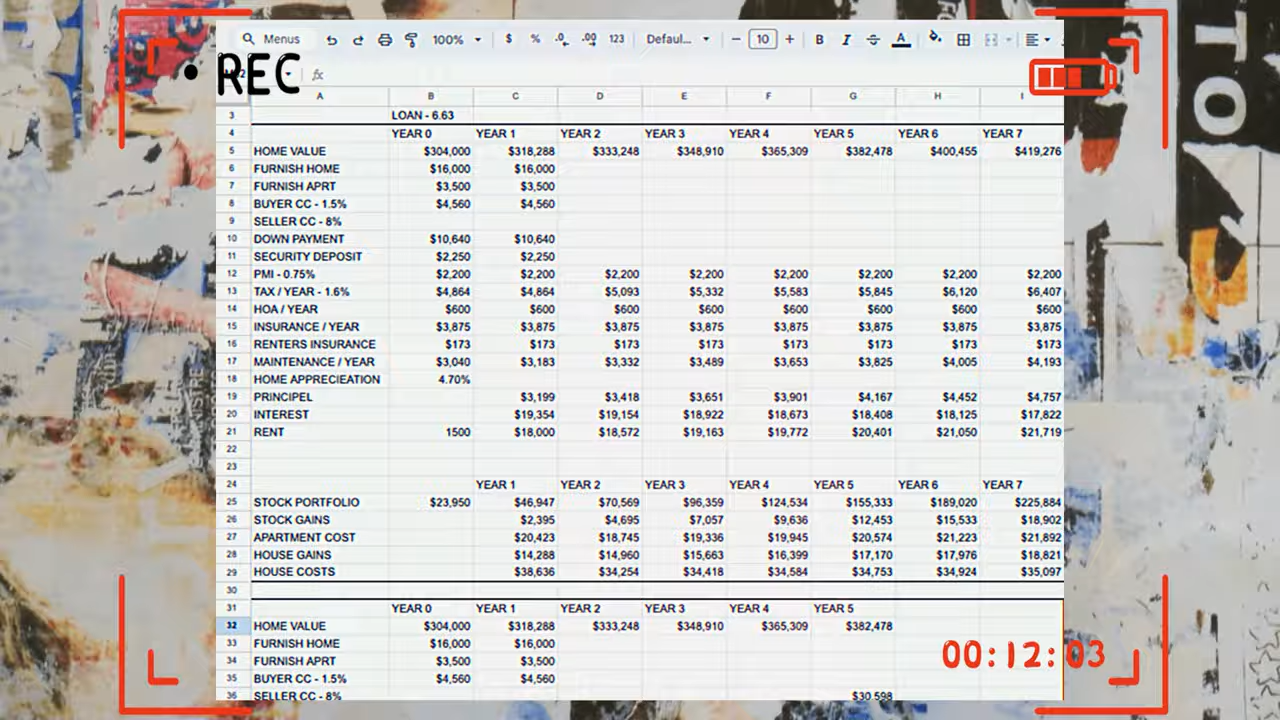 Menus 100% $ % .0 .00 123 Defaul... 10 B I A
REC
fx
A B C D E F G H I
3 LOAN - 6.63
4 YEAR 0 YEAR 1 YEAR 2 YEAR 3 YEAR 4 YEAR 5 YEAR 6 YEAR 7
5 HOME VALUE $304,000 $318,288 $333,248 $348,910 $365,309 $382,478 $400,455 $419,276
6 FURNISH HOME $16,000 $16,000
7 FURNISH APRT $3,500 $3,500
8 BUYER CC - 1.5% $4,560 $4,560
9 SELLER CC - 8%
10 DOWN PAYMENT $10,640 $10,640
11 SECURITY DEPOSIT $2,250 $2,250
12 PMI - 0.75% $2,200 $2,200 $2,200 $2,200 $2,200 $2,200 $2,200 $2,200
13 TAX / YEAR - 1.6% $4,864 $4,864 $5,093 $5,332 $5,583 $5,845 $6,120 $6,407
14 HOA / YEAR $600 $600 $600 $600 $600 $600 $600 $600
15 INSURANCE / YEAR $3,875 $3,875 $3,875 $3,875 $3,875 $3,875 $3,875 $3,875
16 RENTERS INSURANCE $173 $173 $173 $173 $173 $173 $173 $173
17 MAINTENANCE / YEAR $3,040 $3,183 $3,332 $3,489 $3,653 $3,825 $4,005 $4,193
18 HOME APPRECIEATION 4.70%
19 PRINCIPEL $3,199 $3,418 $3,651 $3,901 $4,167 $4,452 $4,757
20 INTEREST $19,354 $19,154 $18,922 $18,673 $18,408 $18,125 $17,822
21 RENT 1500 $18,000 $18,572 $19,163 $19,772 $20,401 $21,050 $21,719
22
23
24 YEAR 1 YEAR 2 YEAR 3 YEAR 4 YEAR 5 YEAR 6 YEAR 7
25 STOCK PORTFOLIO $23,950 $46,947 $70,569 $96,359 $124,534 $155,333 $189,020 $225,884
26 STOCK GAINS $2,395 $4,695 $7,057 $9,636 $12,453 $15,533 $18,902
27 APARTMENT COST $20,423 $18,745 $19,336 $19,945 $20,574 $21,223 $21,892
28 HOUSE GAINS $14,288 $14,960 $15,663 $16,399 $17,170 $17,976 $18,821
29 HOUSE COSTS $38,636 $34,254 $34,418 $34,584 $34,753 $34,924 $35,097
30
31 YEAR 0 YEAR 1 YEAR 2 YEAR 3 YEAR 4 YEAR 5
32 HOME VALUE $304,000 $318,288 $333,248 $348,910 $365,309 $382,478
33 FURNISH HOME $16,000 $16,000
34 FURNISH APRT $3,500 $3,500
35 BUYER CC - 1.5% $4,560 $4,560
36 SELLER CC - 8% $30,598
00:12:03
TO